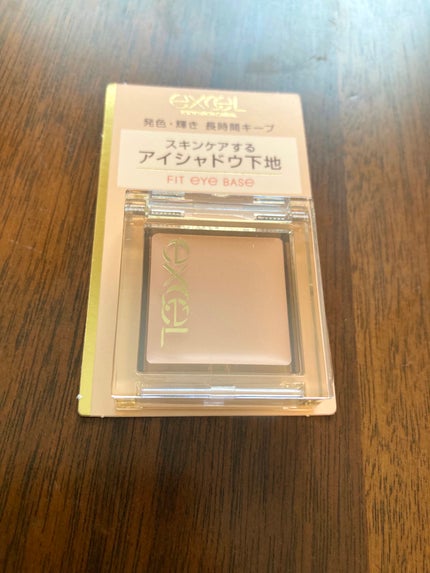 excel
発色・輝き 長時間キープ
スキンケアする
アイシャドウ下地
FIT eye BASe
excel